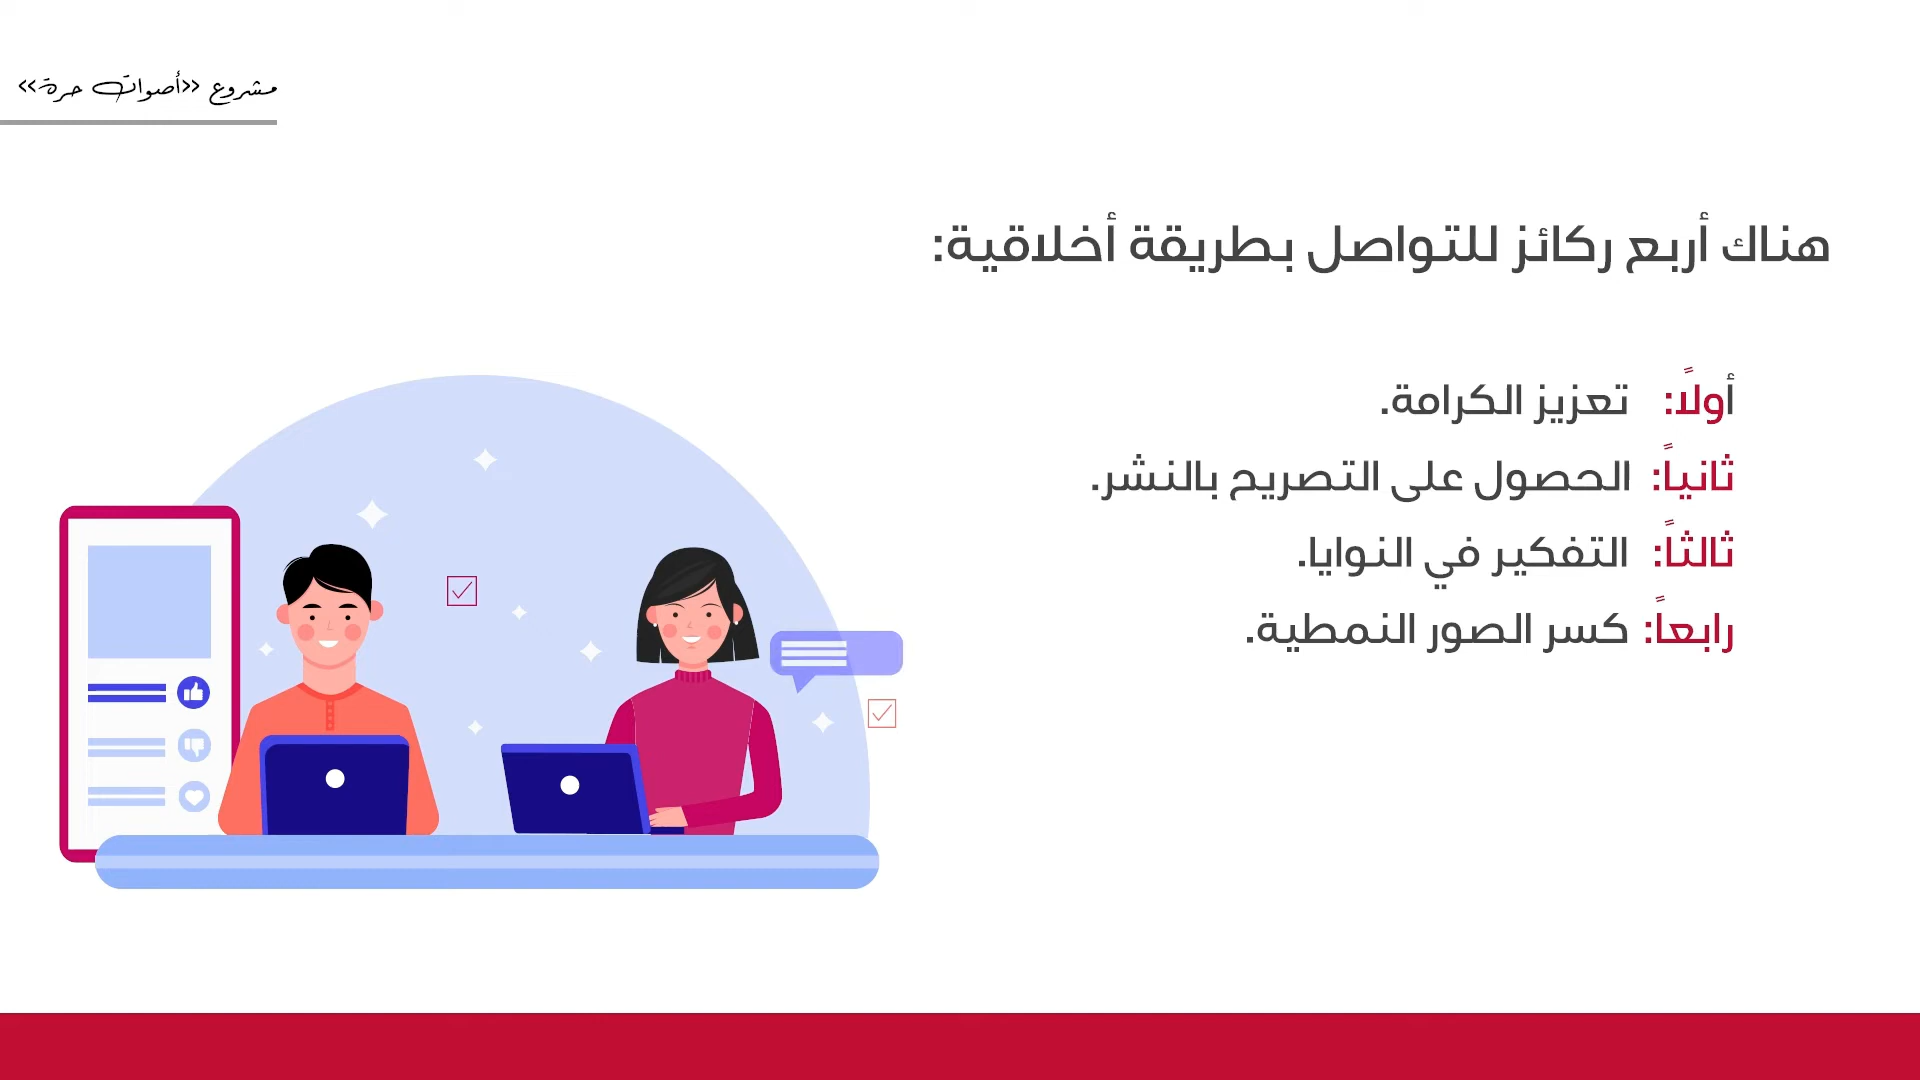 مشروع <<أصوات حرة>>
هناك أربع ركائز للتواصل بطريقة أخلاقية:
أولاً: تعزيز الكرامة.
ثانياً: الحصول على التصريح بالنشر.
ثالثاً: التفكير في النوايا.
رابعاً: كسر الصور النمطية.